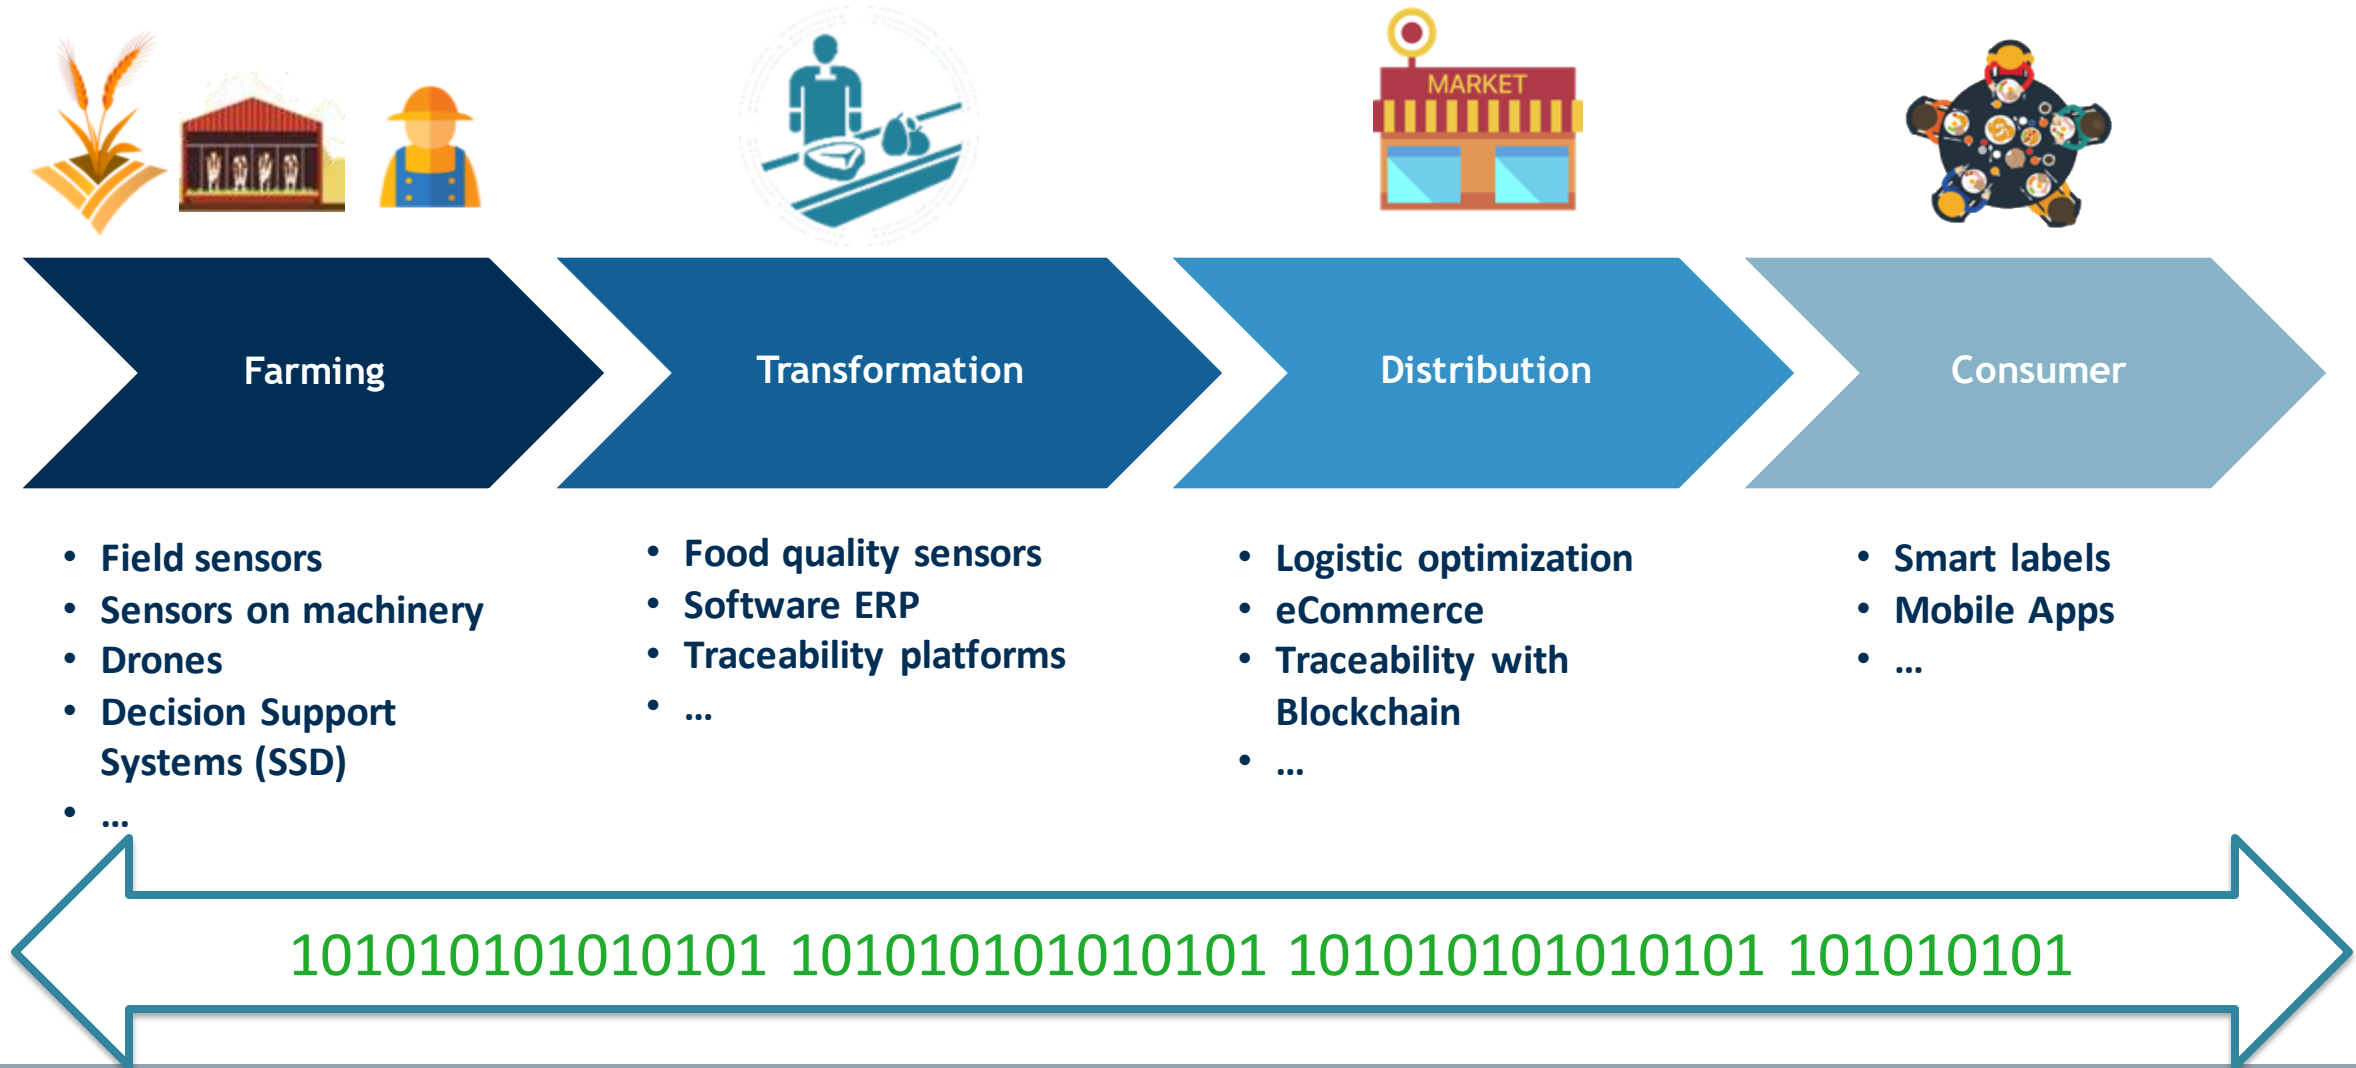 MARKET
Farming
Transformation
Distribution
Consumer
• Field sensors
• Sensors on machinery
• Drones
• Decision Support
Systems (SSD)
• ...
• Food quality sensors
• Software ERP
• Traceability platforms
• ...
• Logistic optimization
• eCommerce
• Traceability with
Blockchain
• ...
• Smart labels
• Mobile Apps
• ...
101010101010101 101010101010101 101010101010101 101010101